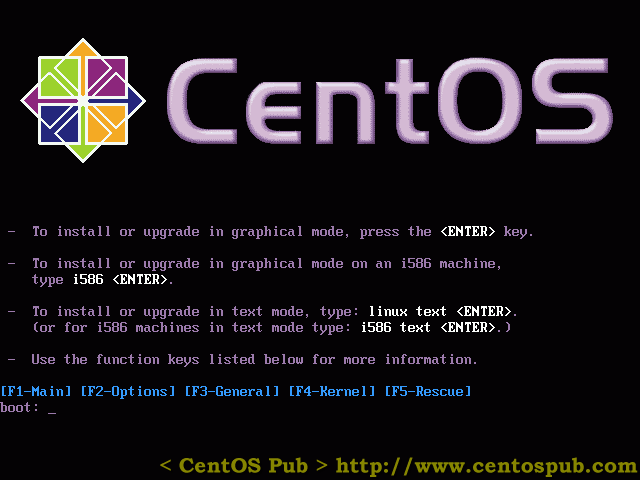 CentOS
- To install or upgrade in graphical mode, press the <ENTER> key.
- To install or upgrade in graphical mode on an i586 machine,
type i586 <ENTER>.
- To install or upgrade in text mode, type: linux text <ENTER>.
(or for i586 machines in text mode type: i586 text <ENTER>.)
- Use the function keys listed below for more information.
[F1-Main] [F2-Options] [F3-General] [F4-Kernel] [F5-Rescue]
boot: _
< CentOS Pub > http://www.centospub.com